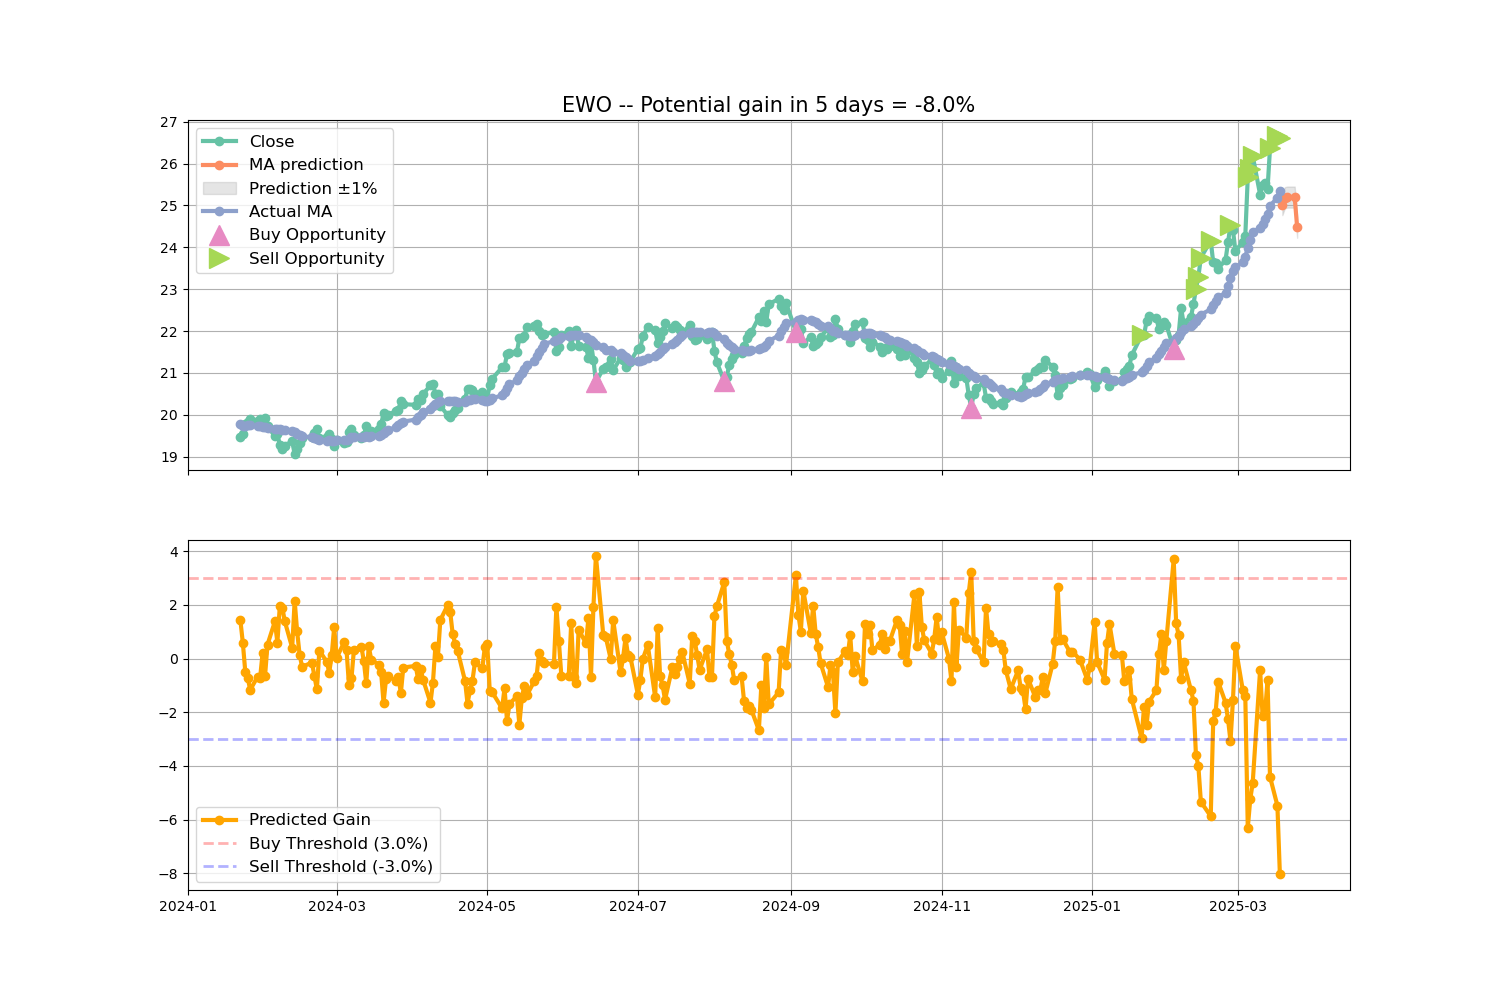 EWO -- Potential gain in 5 days = -8.0%
27
26
25
24
23
22
21
20
19
Close
MA prediction
Prediction ±1%
Actual MA
Buy Opportunity
Sell Opportunity
4
2
0
−2
−4
−6
−8
Predicted Gain
Buy Threshold (3.0%)
Sell Threshold (-3.0%)
2024-01 2024-03 2024-05 2024-07 2024-09 2024-11 2025-01 2025-03